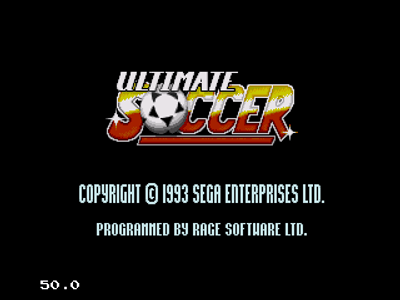 ULTIMATE
SOCCER
COPYRIGHT © 1993 SEGA ENTERPRISES LTD.
PROGRAMMED BY RAGE SOFTWARE LTD.
50.0